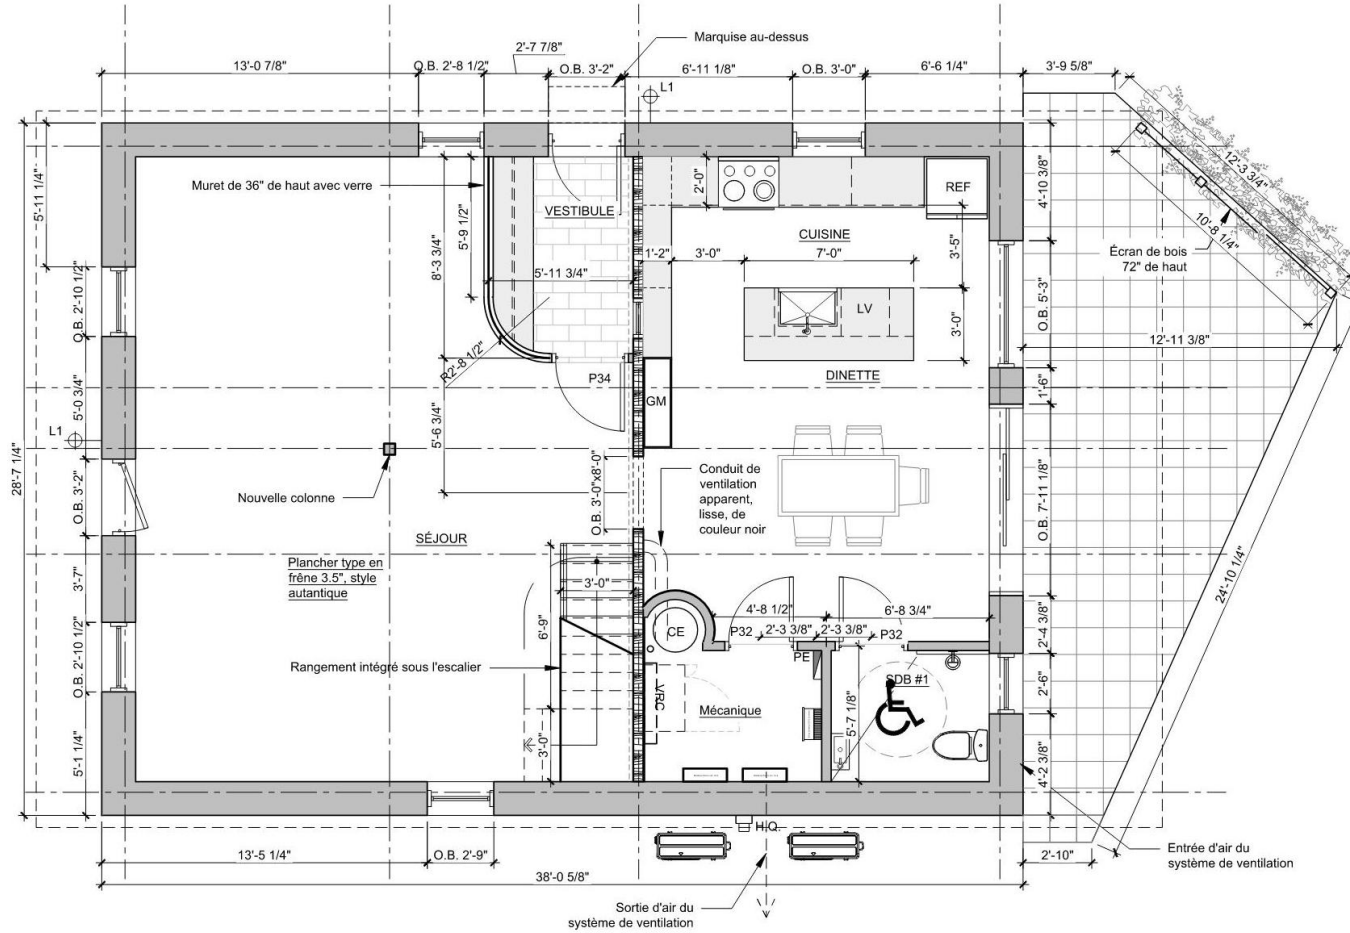 Marquise au-dessus
2'-7 7/8"
13'-0 7/8"
O.B. 2'-8 1/2"
O.B. 3'-2"
6'-11 1/8"
O.B. 3'-0"
6'-6 1/4"
3'-9 5/8"
L1
12'-3 3/4"
10'-8 1/4"
Écran de bois
72" de haut
5'-11 1/4"
Muret de 36" de haut avec verre
2'-0"
REF
4'-10 3/8"
VESTIBULE
5'-9 1/2"
8'-3 3/4"
CUISINE
3'-5"
1'-2"
3'-0"
7'-0"
5'-11 3/4"
O.B. 2'-10 1/2"
O.B. 5'-3"
LV
3'-0"
12'-11 3/8"
R2'-8 1/2"
P34
DINETTE
1'-6"
GM
5'-0 3/4"
L1
5'-6 3/4"
28'-7 1/4"
Nouvelle colonne
O.B. 3'-2"
O.B. 3'-0"x8'-0"
Conduit de
ventilation
apparent,
lisse, de
couleur noir
O.B. 7'-11 1/8"
SÉJOUR
Plancher type en
frêne 3.5", style
autantique
3'-7"
3'-0"
24'-10 1/4"
4'-8 1/2"
6'-8 3/4"
6'-9"
CE
P32
2'-3 3/8"
2'-3 3/8"
P32
2'-4 3/8"
O.B. 2'-10 1/2"
PE
Rangement intégré sous l'escalier
VRC
SDB #1
2'-6"
Mécanique
5'-7 1/8"
5'-1 1/4"
3'-0"
4'-2 3/8"
H.Q.
13'-5 1/4"
O.B. 2'-9"
2'-10"
Entrée d'air du
système de ventilation
38'-0 5/8"
Sortie d'air du
système de ventilation